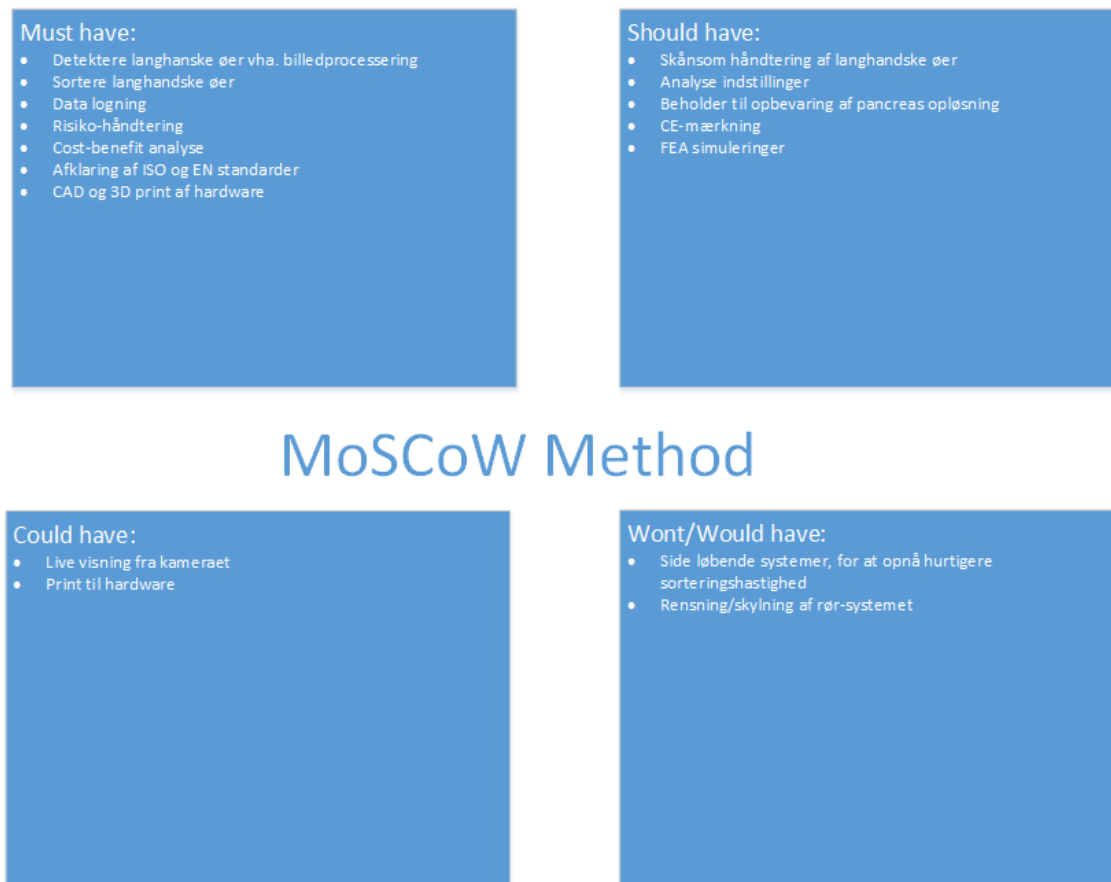 Must have:
• Detektere langhanske øer vha. billedprocessering
• Sortere langhandske øer
• Data logning
• Risiko-håndtering
• Cost-benefit analyse
• Afklaring af ISO og EN standarder
• CAD og 3D print af hardware
Should have:
• Skånsom håndtering af langhandske øer
• Analyse indstillinger
• Beholder til opbevaring af pancreas opløsning
• CE-mærkning
• FEA simuleringer
MoSCoW Method
Could have:
• Live visning fra kameraet
• Print til hardware
Wont/Would have:
• Side løbende systemer, for at opnå hurtigere
sorteringshastighed
• Rensning/skylning af rør-systemet